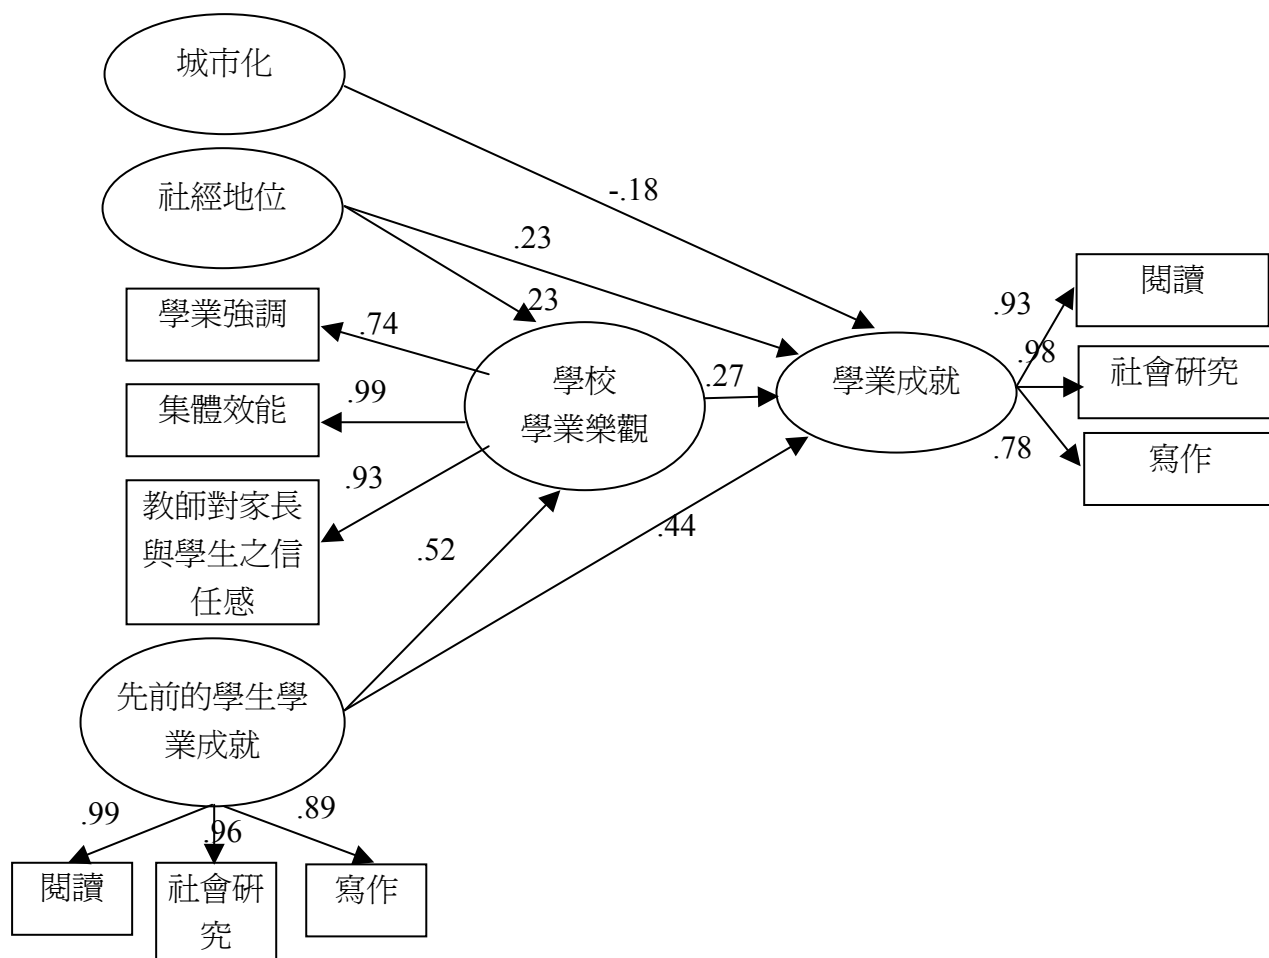 城市化
-.18
社經地位
.23
.23
學業強調
.74
集體效能
.99
教師對家長
與學生之信
任感
.93
學校
學業樂觀
.27
學業成就
.93
閱讀
.98
社會研究
.78
寫作
.52
.44
先前的學生學
業成就
.99
.96
.89
閱讀
社會研
究
寫作